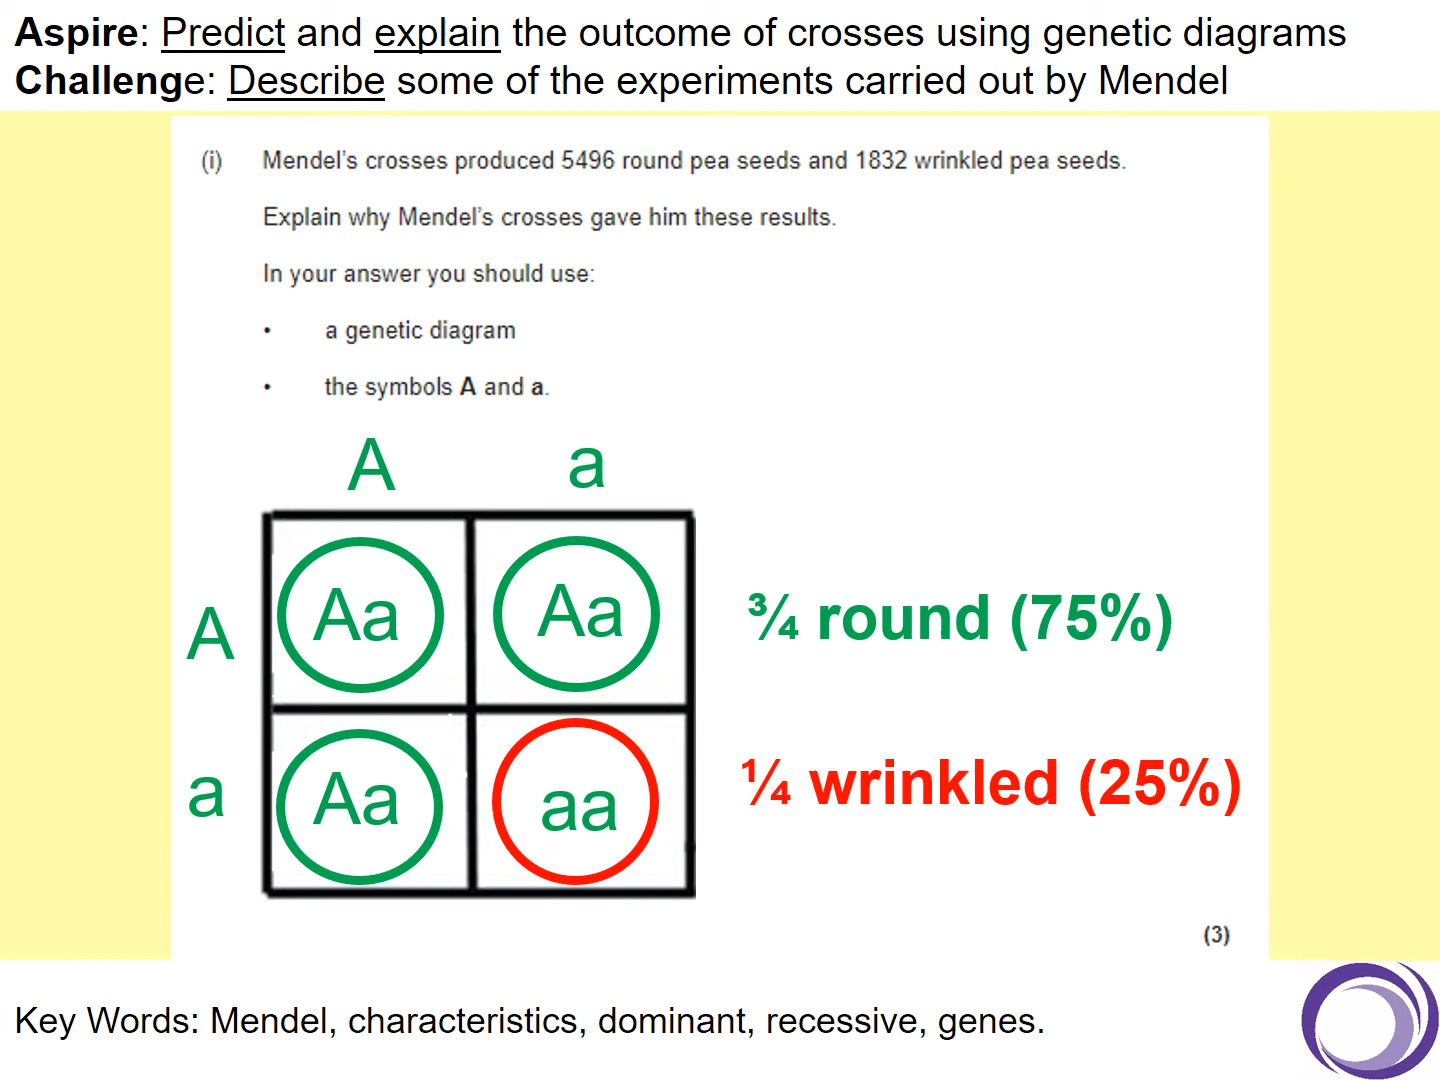 Aspire: Predict and explain the outcome of crosses using genetic diagrams
Challenge: Describe some of the experiments carried out by Mendel
(i) Mendel's crosses produced 5496 round pea seeds and 1832 wrinkled pea seeds.
Explain why Mendel's crosses gave him these results.
In your answer you should use:
• a genetic diagram
• the symbols A and a.
A a
A Aa Aa ¾ round (75%)
a Aa aa ¼ wrinkled (25%)
(3)
Key Words: Mendel, characteristics, dominant, recessive, genes.